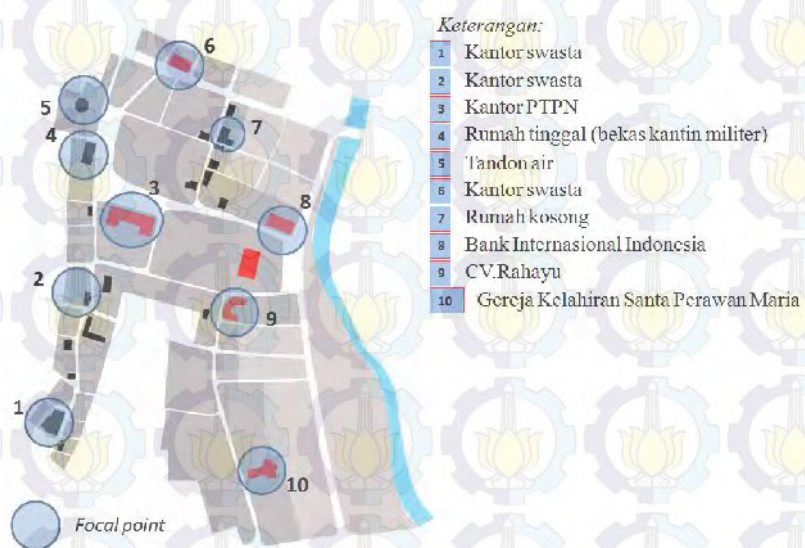 Keterangan:
1 Kantor swasta
2 Kantor swasta
3 Kantor PTPN
4 Rumah tinggal (bekas kantin militer)
5 Tandon air
6 Kantor swasta
7 Rumah kosong
8 Bank Internasional Indonesia
9 CV.Rahayu
10 Gereja Kelahiran Santa Perawan Maria
6
5
7
4
3
8
2
9
1
10
Focal point